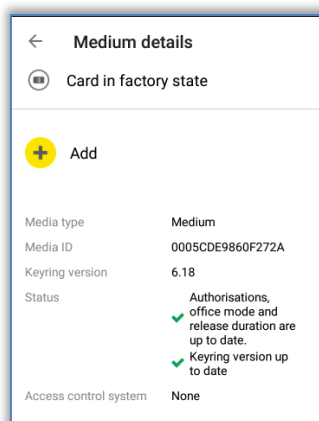 Medium details
Card in factory state
Add
Media type Medium
Media ID 0005CDE9860F272A
Keyring version 6.18
Status Authorisations,
office mode and
release duration are
up to date.
Keyring version up
to date
Access control system None